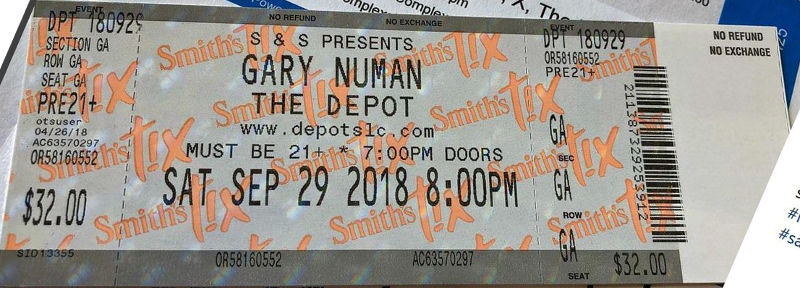 EVENT
DPT 180929
SECTION GA
ROW GA
SEAT GA
PRE21+
otsuser
04/26/18
AC63570297
OR58160552
$32.00
SID13355
NO REFUND
NO EXCHANGE
S & S PRESENTS
GARY NUMAN
THE DEPOT
www.depotslc.com
MUST BE 21+ * 7:00PM DOORS
SAT SEP 29 2018 8:00PM
OR58160552
AC63570297
Smith's Tix
EVENT
DPT 180929
OR58160552
PRE21+
GA
SEC
GA
ROW
GA
SEAT
$32.00
NO REFUND
NO EXCHANGE